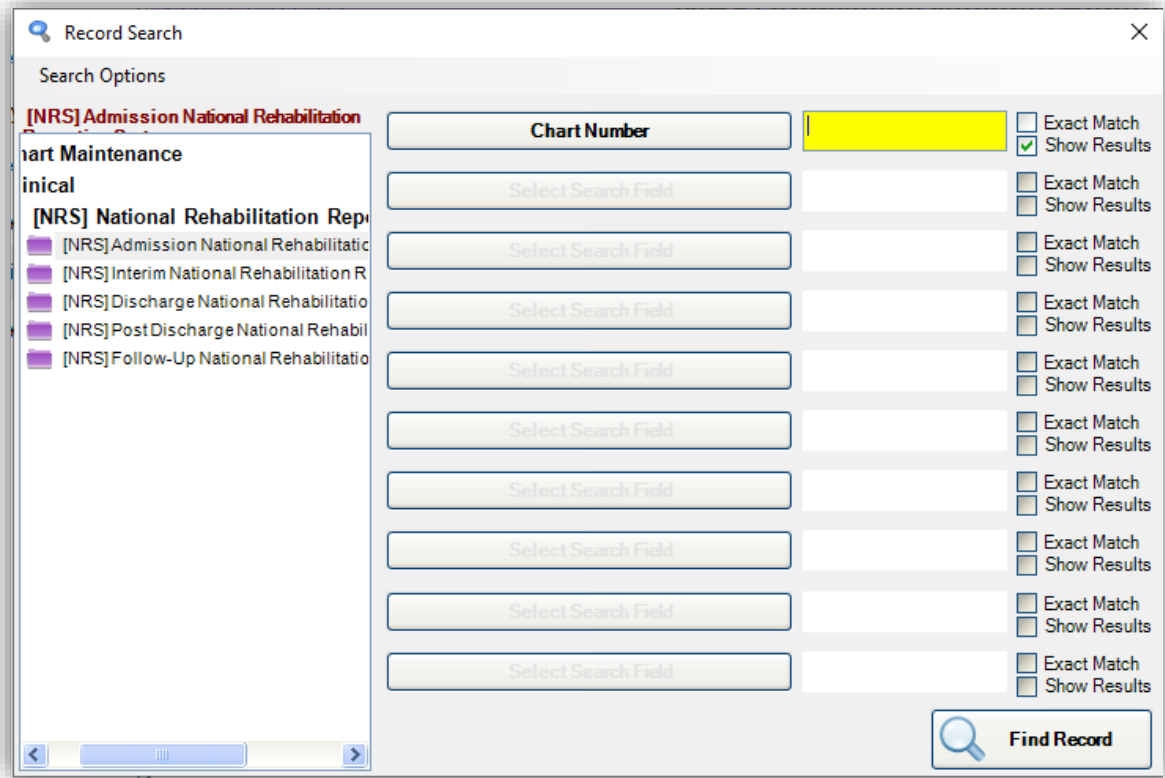 Record Search
Search Options
[NRS] Admission National Rehabilitation
hart Maintenance
inical
[NRS] National Rehabilitation Rep
[NRS] Admission National Rehabilitatic
[NRS] Interim National Rehabilitation R
[NRS] Discharge National Rehabilitatio
[NRS] Post Discharge National Rehabil
[NRS] Follow-Up National Rehabilitatio
Chart Number
Exact Match
Show Results
Select Search Field
Exact Match
Show Results
Select Search Field
Exact Match
Show Results
Select Search Field
Exact Match
Show Results
Select Search Field
Exact Match
Show Results
Select Search Field
Exact Match
Show Results
Select Search Field
Exact Match
Show Results
Select Search Field
Exact Match
Show Results
Select Search Field
Exact Match
Show Results
Select Search Field
Exact Match
Show Results
Find Record